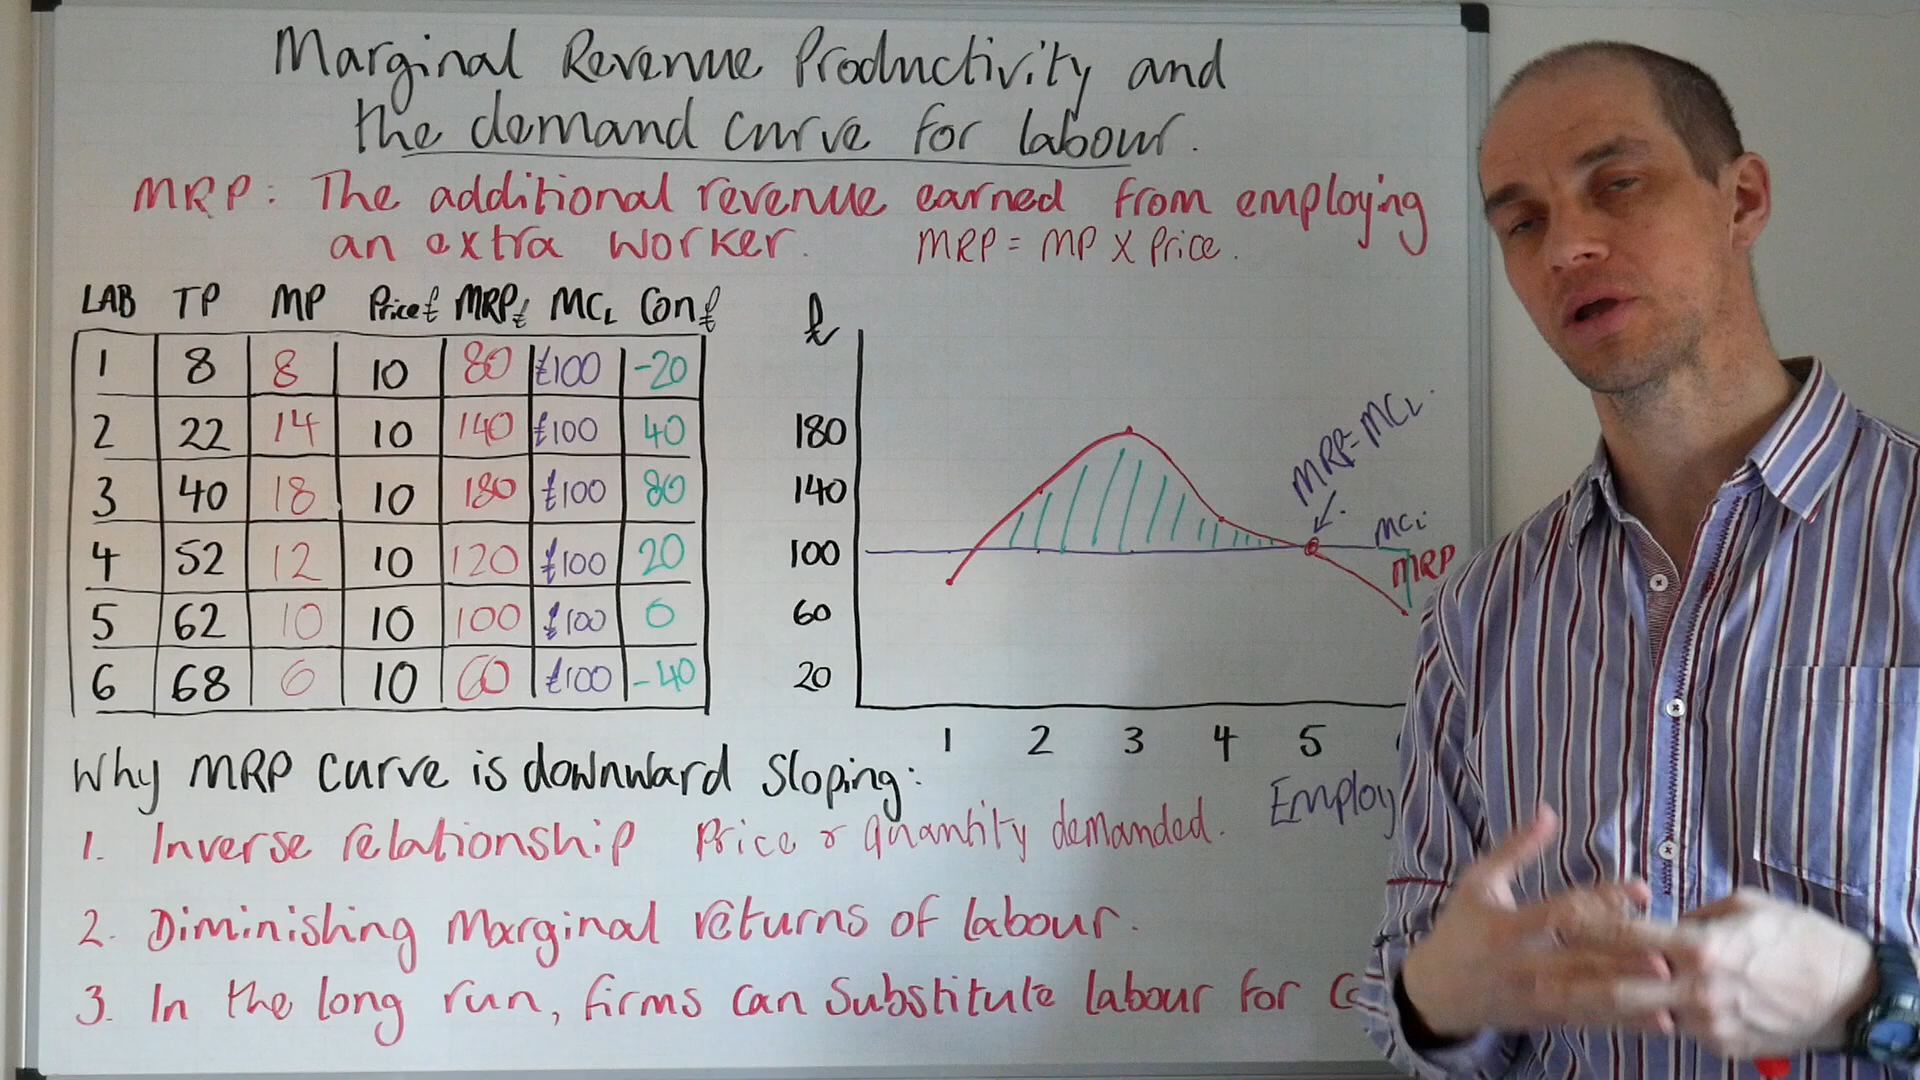 Marginal Revenue Productivity and
the demand curve for labour.
MRP: The additional revenue earned from employing
an extra worker. MRP = MP X Price.
LAB TP MP Price£ MRP£ MCL Con£
1 8 8 10 80 £100 -20
2 22 14 10 140 £100 40
3 40 18 10 180 £100 80
4 52 12 10 120 £100 20
5 62 10 10 100 £100 0
6 68 6 10 60 £100 -40
£
180
140
100
60
20
MRP=MCL.
MCL
MRP
1 2 3 4 5
Employ
Why MRP curve is downward sloping:
1. Inverse relationship Price & Quantity demanded.
2. Diminishing Marginal returns of labour.
3. In the long run, firms can substitute labour for